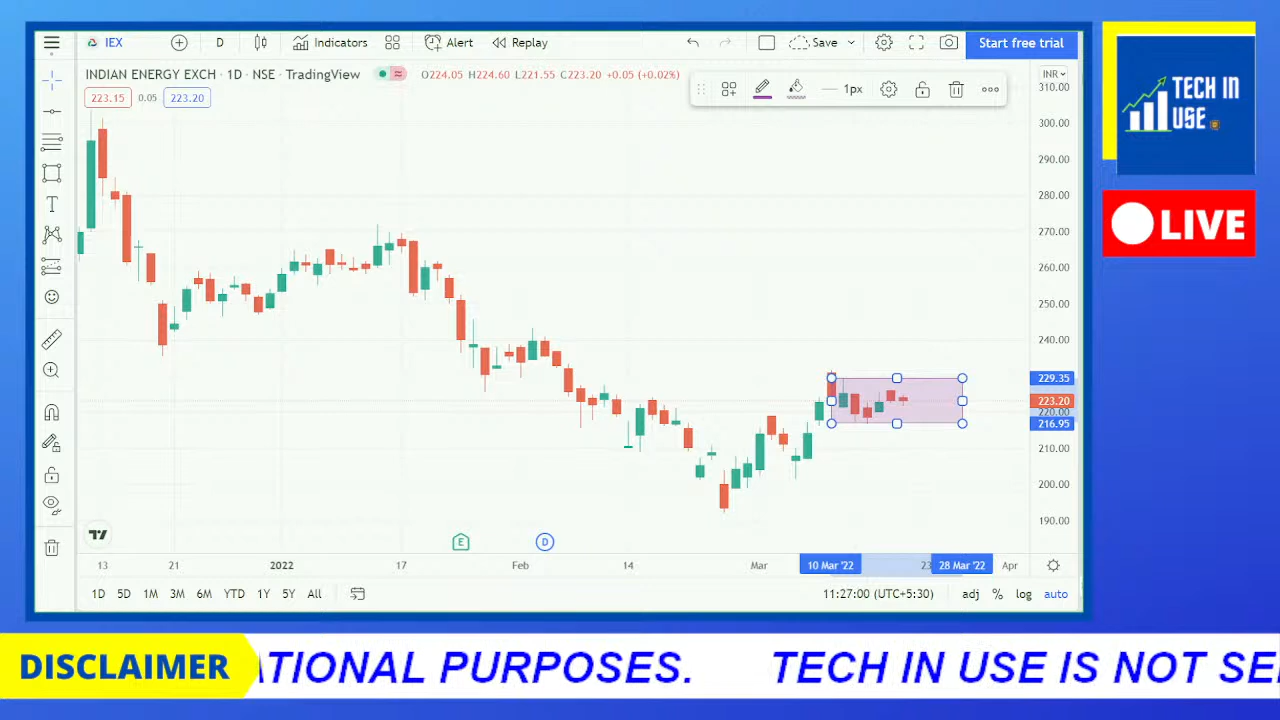 IEX D Indicators Alert Replay Save Start free trial
INDIAN ENERGY EXCH · 1D · NSE · TradingView O224.05 H224.60 L221.55 C223.20 +0.05 (+0.02%)
223.15 0.05 223.20
1px
INR
310.00
300.00
290.00
280.00
270.00
260.00
250.00
240.00
229.35
223.20
220.00
216.95
210.00
200.00
190.00
T
E D
13 21 2022 17 Feb 14 Mar 10 Mar '22 23 28 Mar '22 Apr
1D 5D 1M 3M 6M YTD 1Y 5Y All 11:27:00 (UTC+5:30) adj % log auto
TECH IN
USE
LIVE
DISCLAIMER ATIONAL PURPOSES. TECH IN USE IS NOT SE